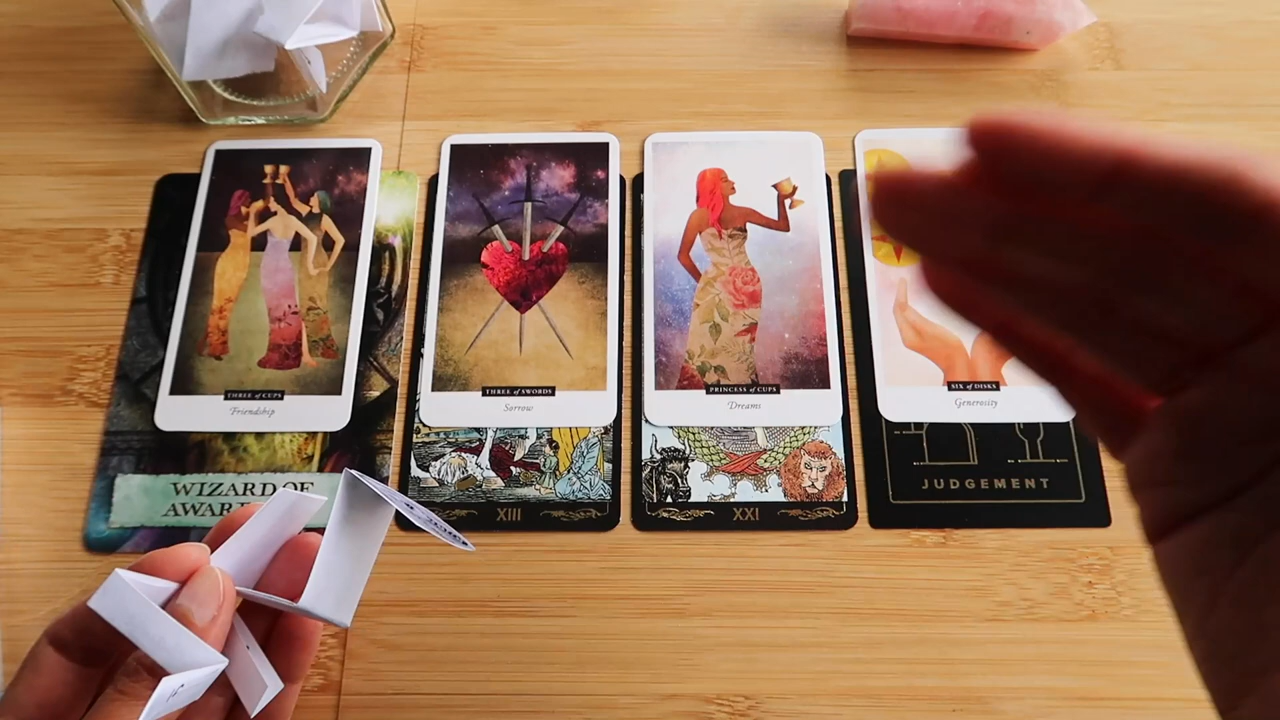 THREE of CUPS
Friendship
THREE of SWORDS
Sorrow
PRINCESS of CUPS
Dreams
SIX of DISKS
Generosity
WIZARD OF
XIII
XXI
JUDGEMENT